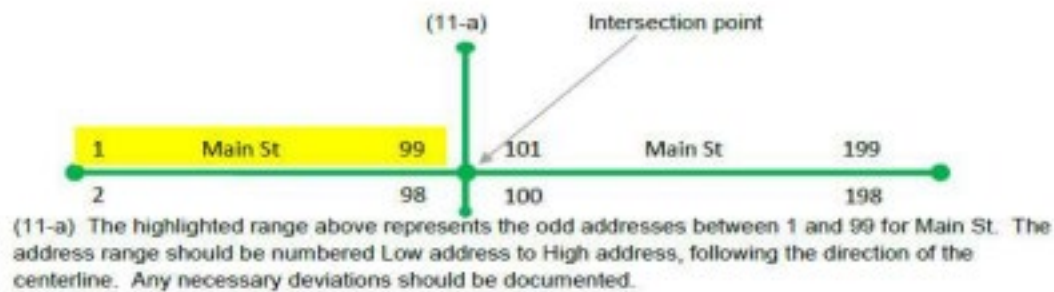 (11-a) Intersection point
1 Main St 99 101 Main St 199
2 98 100 198
(11-a) The highlighted range above represents the odd addresses between 1 and 99 for Main St. The
address range should be numbered Low address to High address, following the direction of the
centerline. Any necessary deviations should be documented.